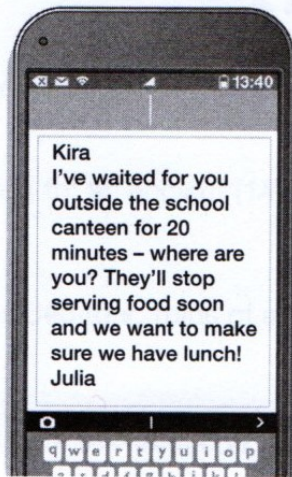 13:40
Kira
I've waited for you
outside the school
canteen for 20
minutes – where are
you? They'll stop
serving food soon
and we want to make
sure we have lunch!
Julia
q w e r t y u i o p